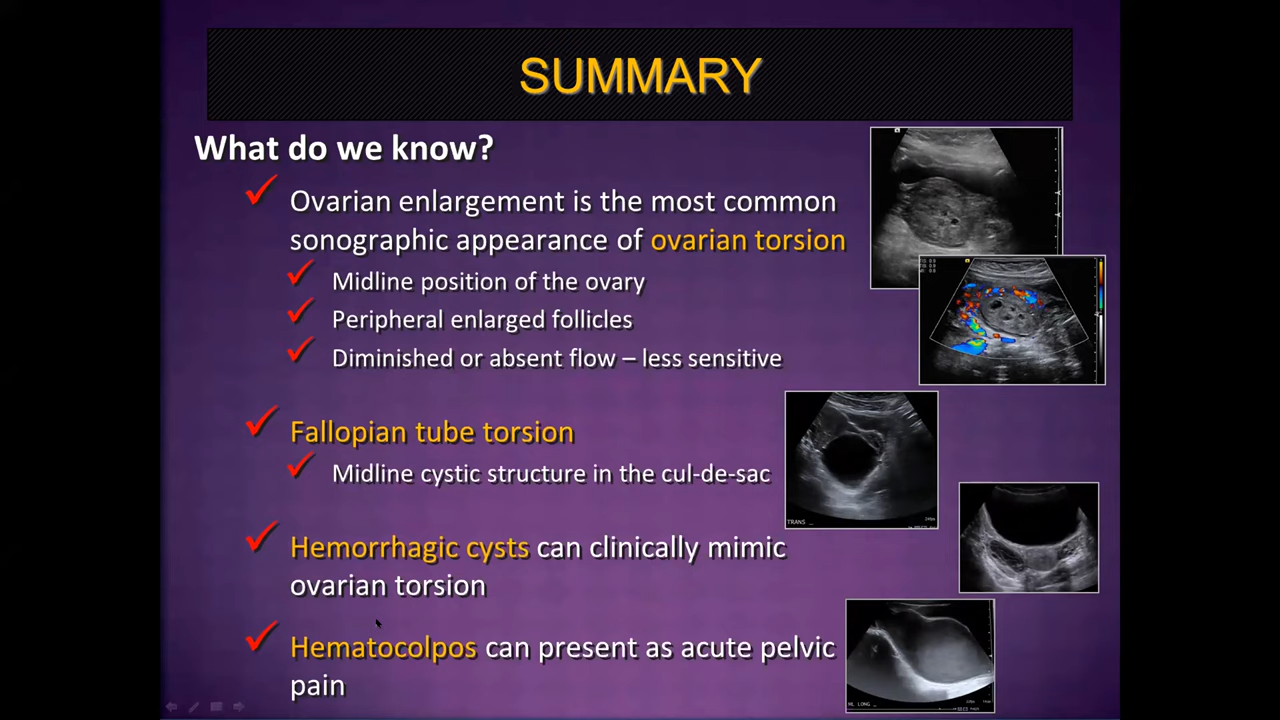 SUMMARY
What do we know?
Ovarian enlargement is the most common
sonographic appearance of ovarian torsion
Midline position of the ovary
Peripheral enlarged follicles
Diminished or absent flow – less sensitive
Fallopian tube torsion
Midline cystic structure in the cul-de-sac
TRANS
Hemorrhagic cysts can clinically mimic
ovarian torsion
Hematocolpos can present as acute pelvic
pain
ML LONG